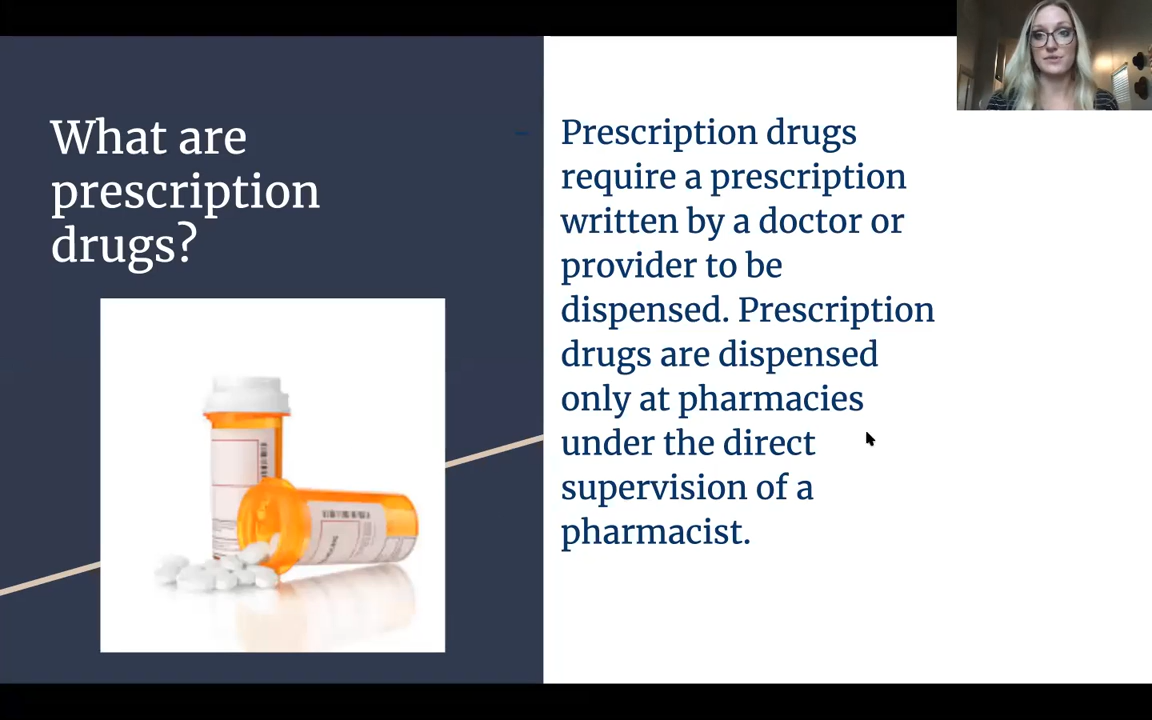 What are
prescription
drugs?
Prescription drugs
require a prescription
written by a doctor or
provider to be
dispensed. Prescription
drugs are dispensed
only at pharmacies
under the direct
supervision of a
pharmacist.